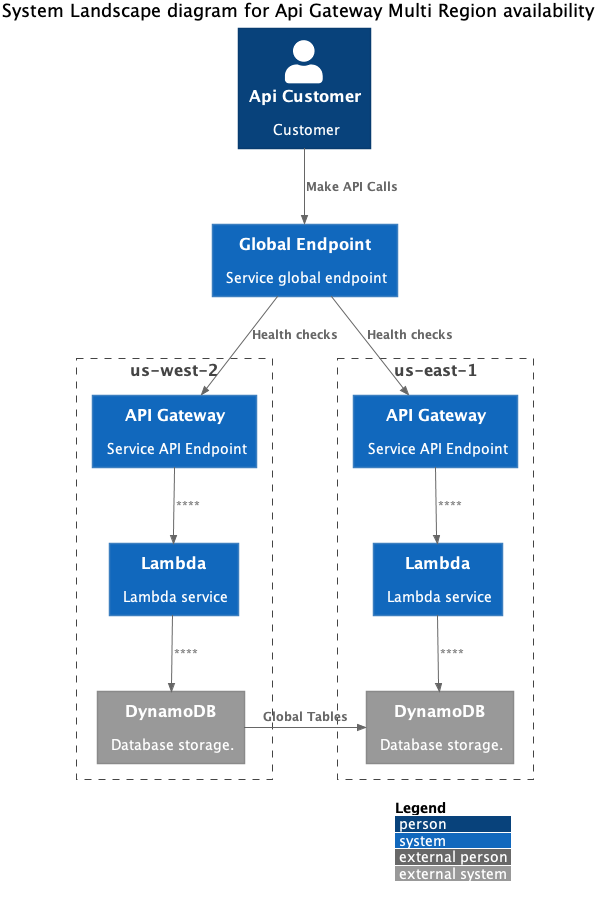 System Landscape diagram for Api Gateway Multi Region availability
Api Customer
Customer
Make API Calls
Global Endpoint
Service global endpoint
Health checks
Health checks
us-west-2
us-east-1
API Gateway
Service API Endpoint
API Gateway
Service API Endpoint
****
****
Lambda
Lambda service
Lambda
Lambda service
****
****
DynamoDB
Database storage.
Global Tables
DynamoDB
Database storage.
Legend
person
system
external person
external system